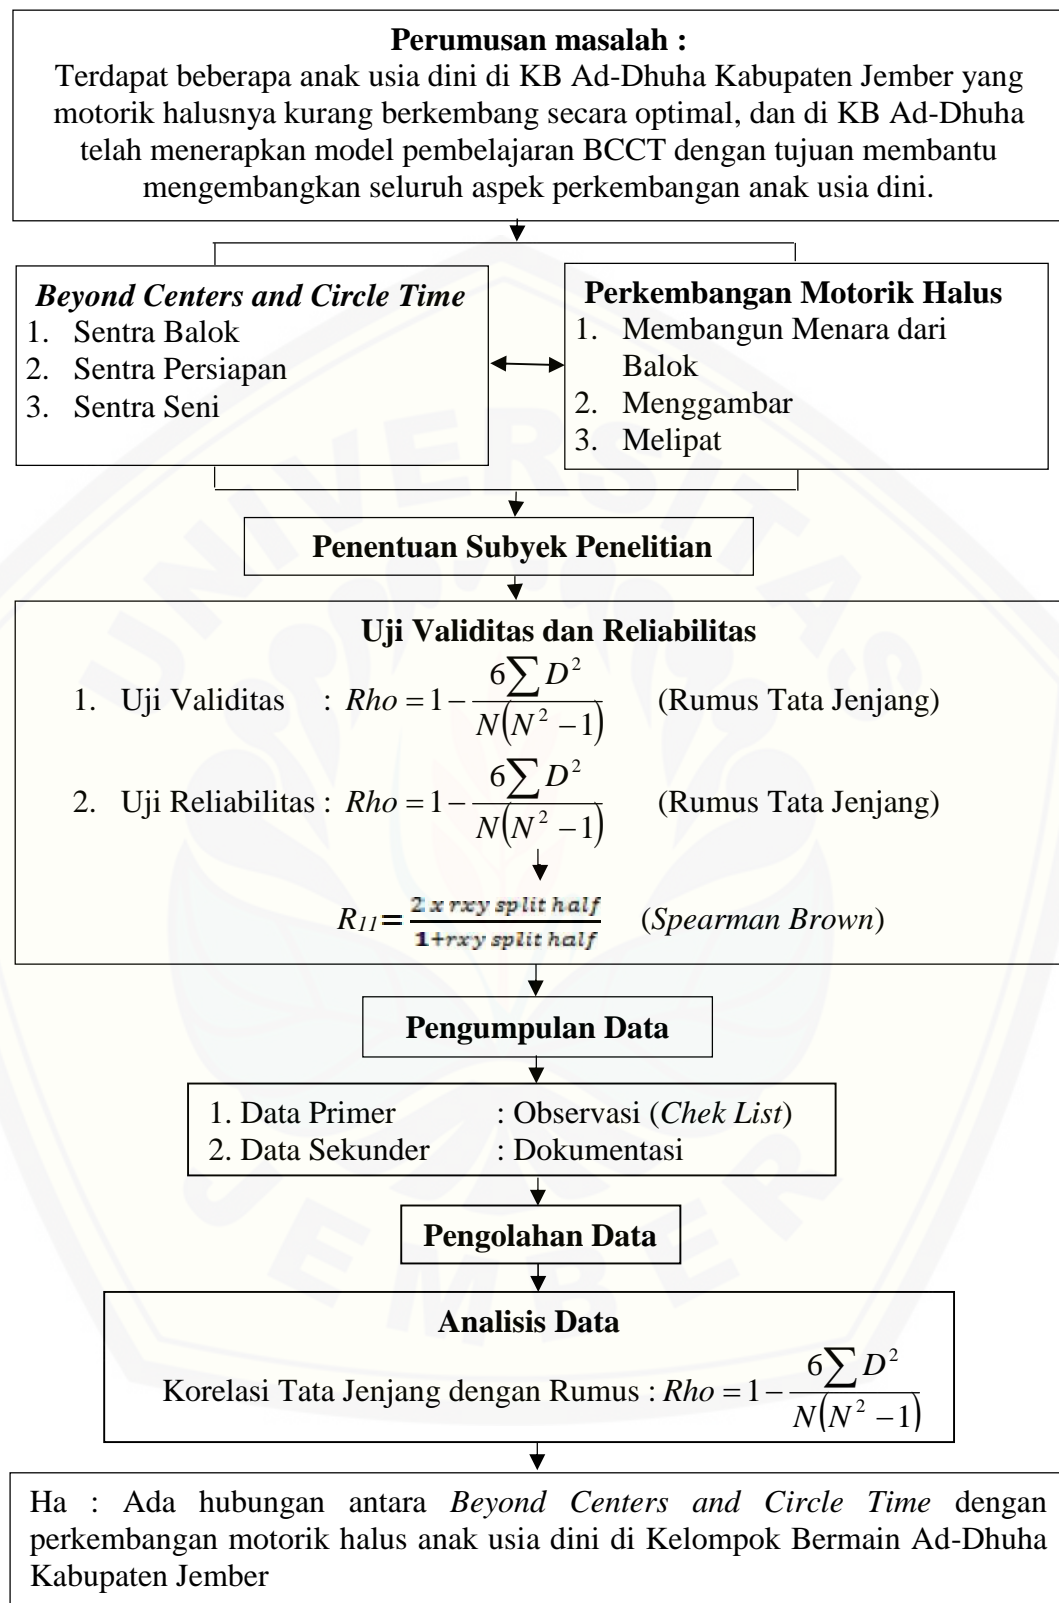 Perumusan masalah :
Terdapat beberapa anak usia dini di KB Ad-Dhuha Kabupaten Jember yang
motorik halusnya kurang berkembang secara optimal, dan di KB Ad-Dhuha
telah menerapkan model pembelajaran BCCT dengan tujuan membantu
mengembangkan seluruh aspek perkembangan anak usia dini.
Beyond Centers and Circle Time
1. Sentra Balok
2. Sentra Persiapan
3. Sentra Seni
Perkembangan Motorik Halus
1. Membangun Menara dari
Balok
2. Menggambar
3. Melipat
Penentuan Subyek Penelitian
Uji Validitas dan Reliabilitas
1. Uji Validitas : Rho = 1 − 6∑D² / N(N² − 1) (Rumus Tata Jenjang)
2. Uji Reliabilitas : Rho = 1 − 6∑D² / N(N² − 1) (Rumus Tata Jenjang)
R11 = 2 x rxy split half / 1+rxy split half (Spearman Brown)
Pengumpulan Data
1. Data Primer : Observasi (Chek List)
2. Data Sekunder : Dokumentasi
Pengolahan Data
Analisis Data
Korelasi Tata Jenjang dengan Rumus : Rho = 1 − 6∑D² / N(N² − 1)
Ha : Ada hubungan antara Beyond Centers and Circle Time dengan
perkembangan motorik halus anak usia dini di Kelompok Bermain Ad-Dhuha
Kabupaten Jember
UNIVERSITAS
JEMBER